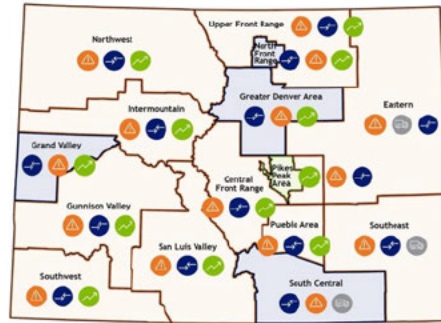 Upper Front Range
Northwest
North
Front
Range
Intermountain
Greater Denver Area
Eastern
Grand Valley
Pikes
Peak
Area
Central
Front Range
Gunnison Valley
Pueblo Area
Southeast
San Luis Valley
Southwest
South Central